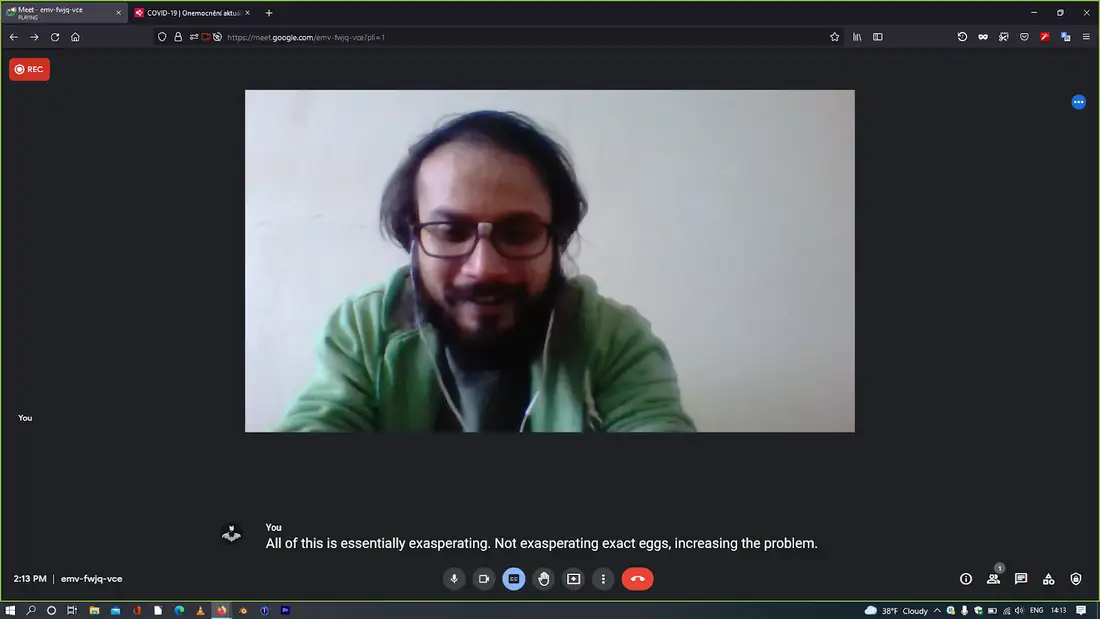 Meet - emv-fwjq-vce
PLAYING
COVID-19 | Onemocnění aktuá
https://meet.google.com/emv-fwjq-vce?pli=1
REC
You
You
All of this is essentially exasperating. Not exasperating exact eggs, increasing the problem.
2:13 PM | emv-fwjq-vce
1
38°F Cloudy
ENG
14:13